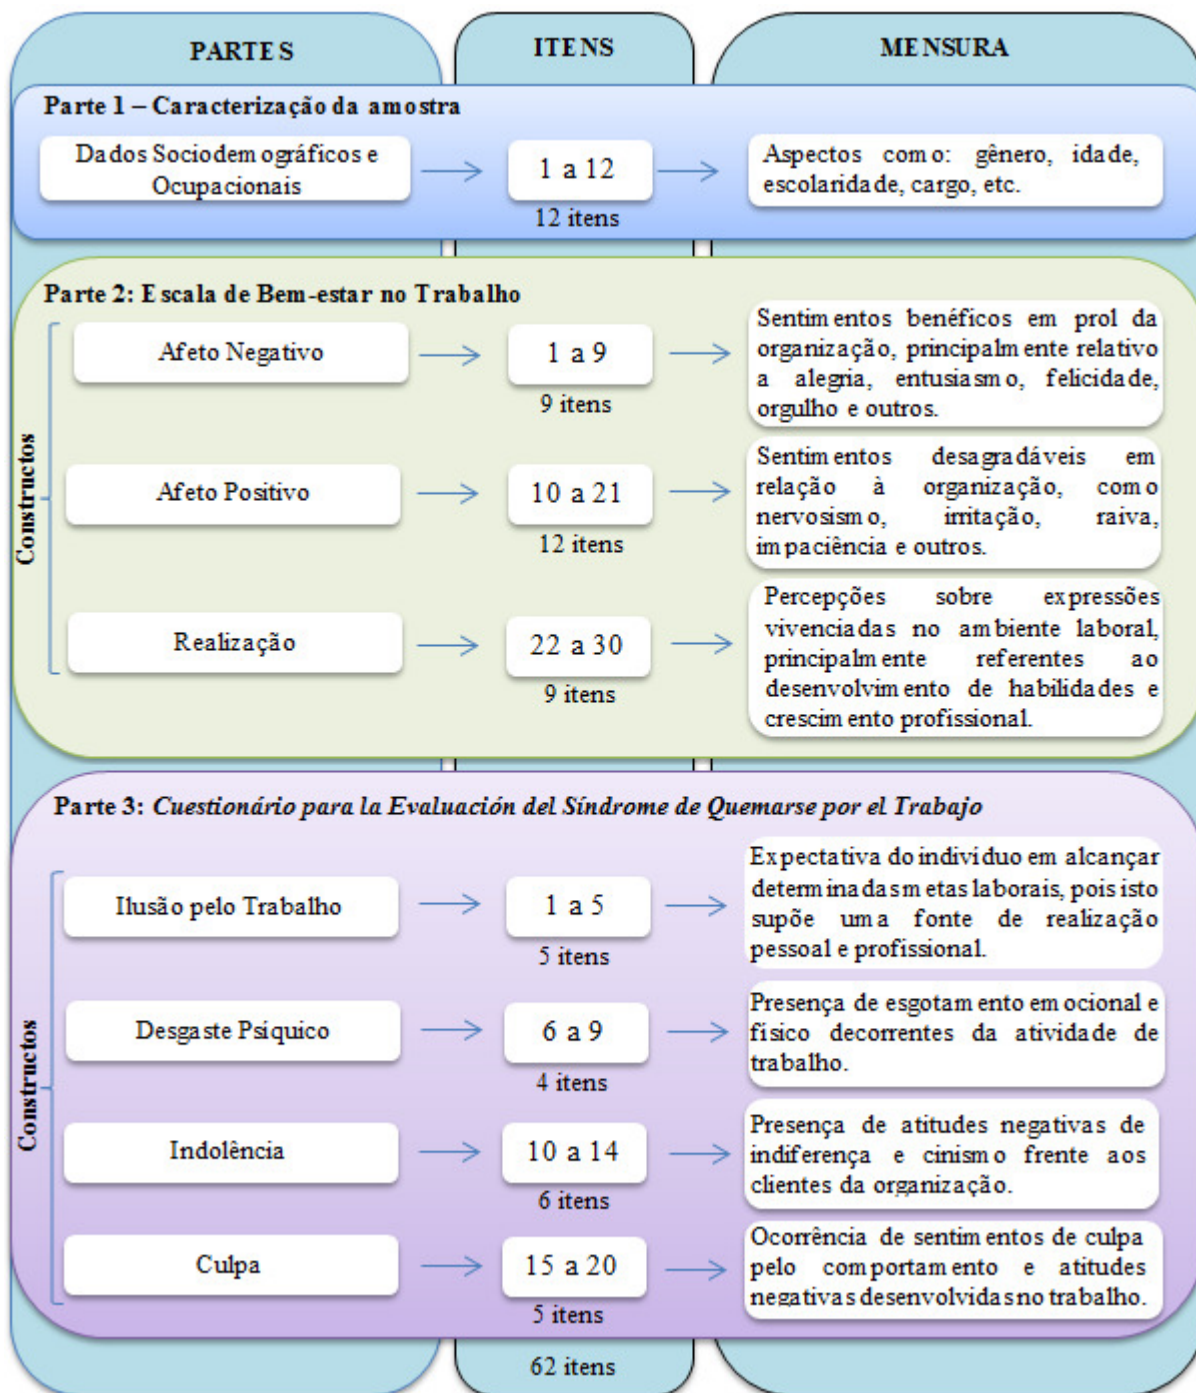 PARTES
ITENS
MENSURA
Parte 1 – Caracterização da amostra
Dados Sociodemográficos e
Ocupacionais
1 a 12
12 itens
Aspectos como: gênero, idade,
escolaridade, cargo, etc.
Parte 2: Escala de Bem-estar no Trabalho
Constructos
Afeto Negativo
1 a 9
9 itens
Sentimentos benéficos em prol da
organização, principalmente relativo
a alegria, entusiasmo, felicidade,
orgulho e outros.
Afeto Positivo
10 a 21
12 itens
Sentimentos desagradáveis em
relação à organização, como
nervosismo, irritação, raiva,
impaciência e outros.
Realização
22 a 30
9 itens
Percepções sobre expressões
vivenciadas no ambiente laboral,
principalmente referentes ao
desenvolvimento de habilidades e
crescimento profissional.
Parte 3: Cuestionário para la Evaluación del Síndrome de Quemarse por el Trabajo
Constructos
Ilusão pelo Trabalho
1 a 5
5 itens
Expectativa do indivíduo em alcançar
determinadas metas laborais, pois isto
supõe uma fonte de realização
pessoal e profissional.
Desgaste Psíquico
6 a 9
4 itens
Presença de esgotamento emocional e
físico decorrentes da atividade de
trabalho.
Indolência
10 a 14
6 itens
Presença de atitudes negativas de
indiferença e cinismo frente aos
clientes da organização.
Culpa
15 a 20
5 itens
Ocorrência de sentimentos de culpa
pelo comportamento e atitudes
negativas desenvolvidas no trabalho.
62 itens